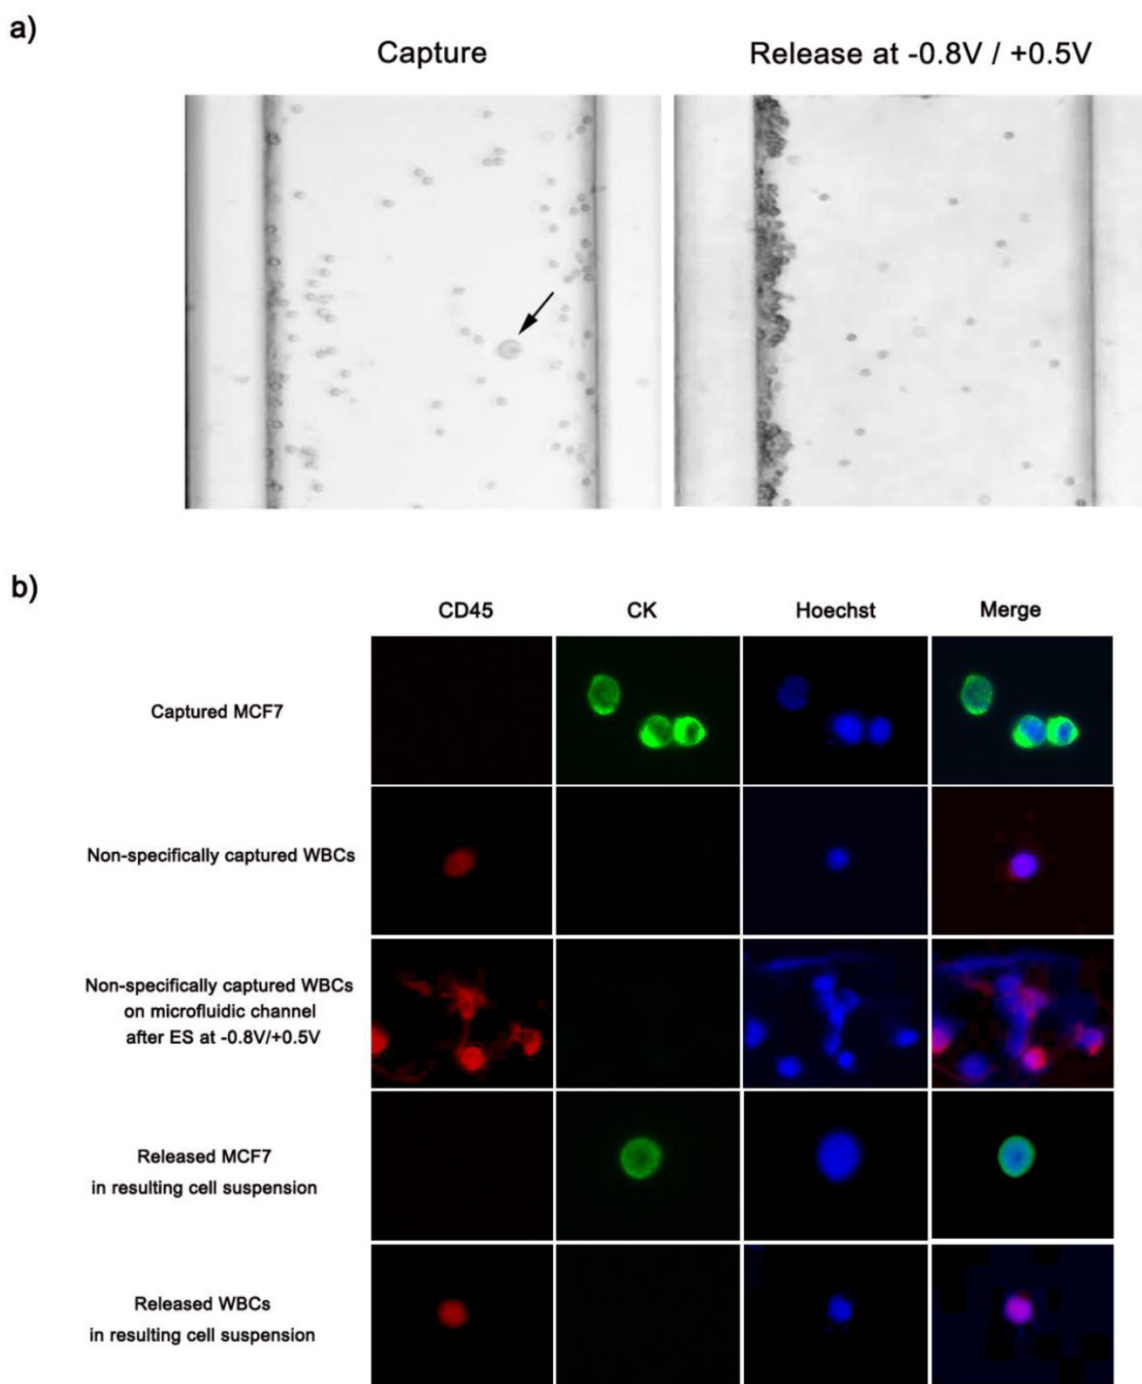 a)
Capture
Release at -0.8V / +0.5V
b)
CD45
CK
Hoechst
Merge
Captured MCF7
Non-specifically captured WBCs
Non-specifically captured WBCs
on microfluidic channel
after ES at -0.8V/+0.5V
Released MCF7
in resulting cell suspension
Released WBCs
in resulting cell suspension